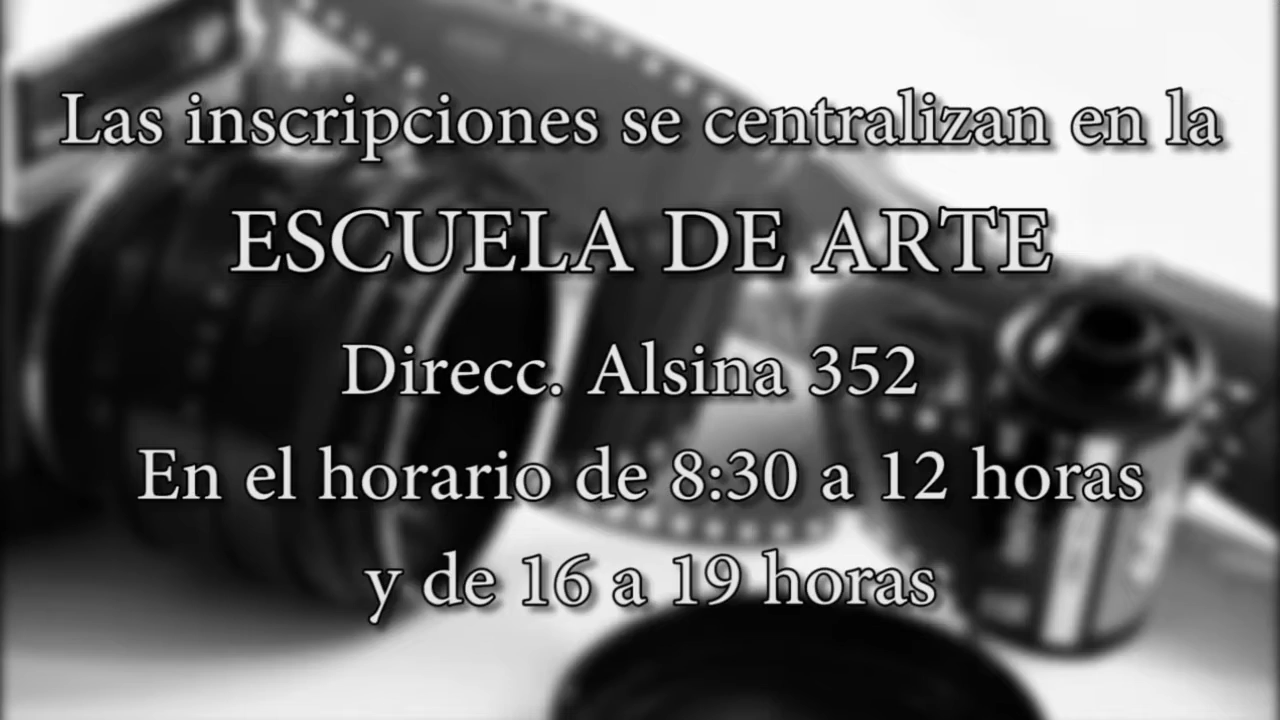 Las inscripciones se centralizan en la
ESCUELA DE ARTE
Direcc. Alsina 352
En el horario de 8:30 a 12 horas
y de 16 a 19 horas